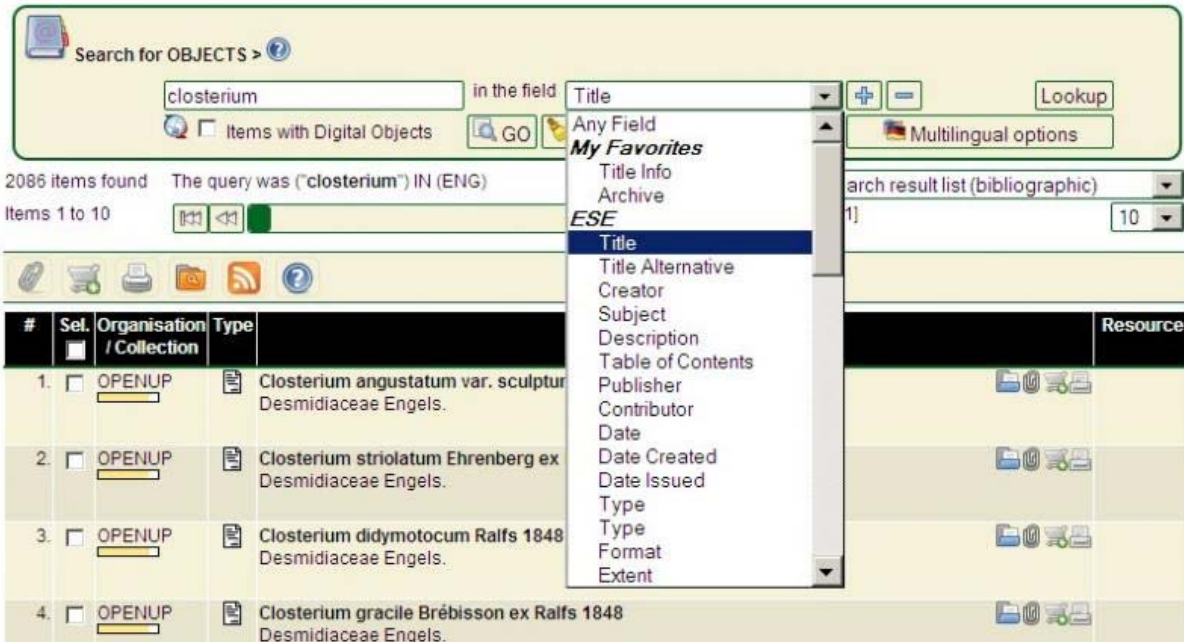 Search for OBJECTS >
closterium in the field Title Lookup
Items with Digital Objects GO Multilingual options
2086 items found The query was ("closterium") IN (ENG) arch result list (bibliographic)
Items 1 to 10 1] 10
Any Field
My Favorites
Title Info
Archive
ESE
Title
Title Alternative
Creator
Subject
Description
Table of Contents
Publisher
Contributor
Date
Date Created
Date Issued
Type
Type
Format
Extent
# Sel. Organisation / Collection Type Resource
1. OPENUP Closterium angustatum var. sculptur
Desmidiaceae Engels.
2. OPENUP Closterium striolatum Ehrenberg ex
Desmidiaceae Engels.
3. OPENUP Closterium didymotocum Ralfs 1848
Desmidiaceae Engels.
4. OPENUP Closterium gracile Brébisson ex Ralfs 1848
Desmidiaceae Engels.